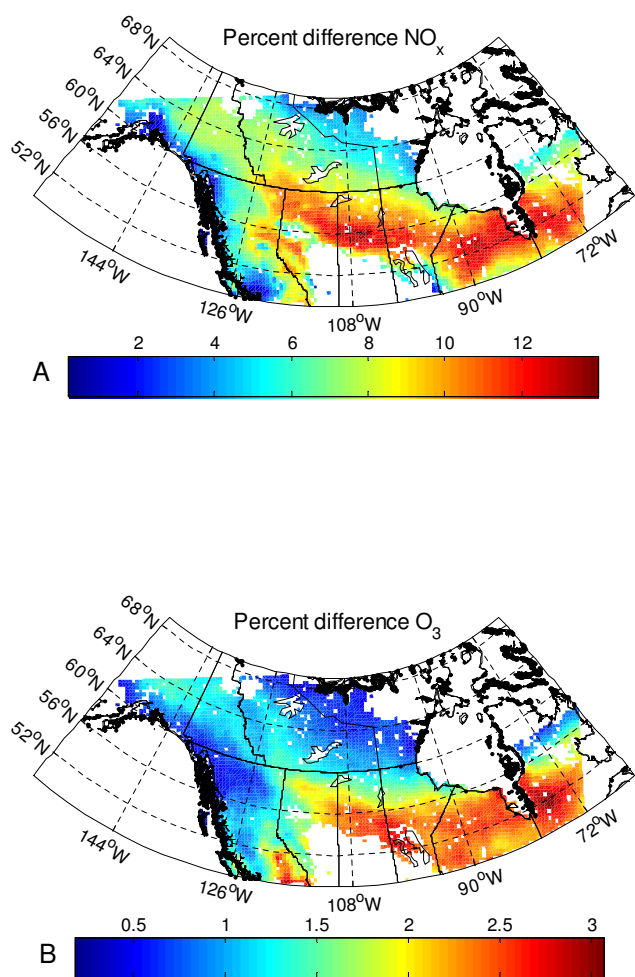 Percent difference NOx
68°N
64°N
60°N
56°N
52°N
144°W
126°W
108°W
90°W
72°W
2 4 6 8 10 12
A
Percent difference O3
68°N
64°N
60°N
56°N
52°N
144°W
126°W
108°W
90°W
72°W
0.5 1 1.5 2 2.5 3
B